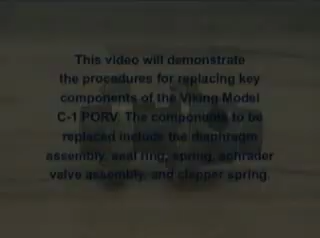 This video will demonstrate
the procedures for replacing key
components of the Viking Model
C-1 PORV. The components to be
replaced include the diaphragm
assembly, seal ring, spring, schrader
valve assembly, and clapper spring.